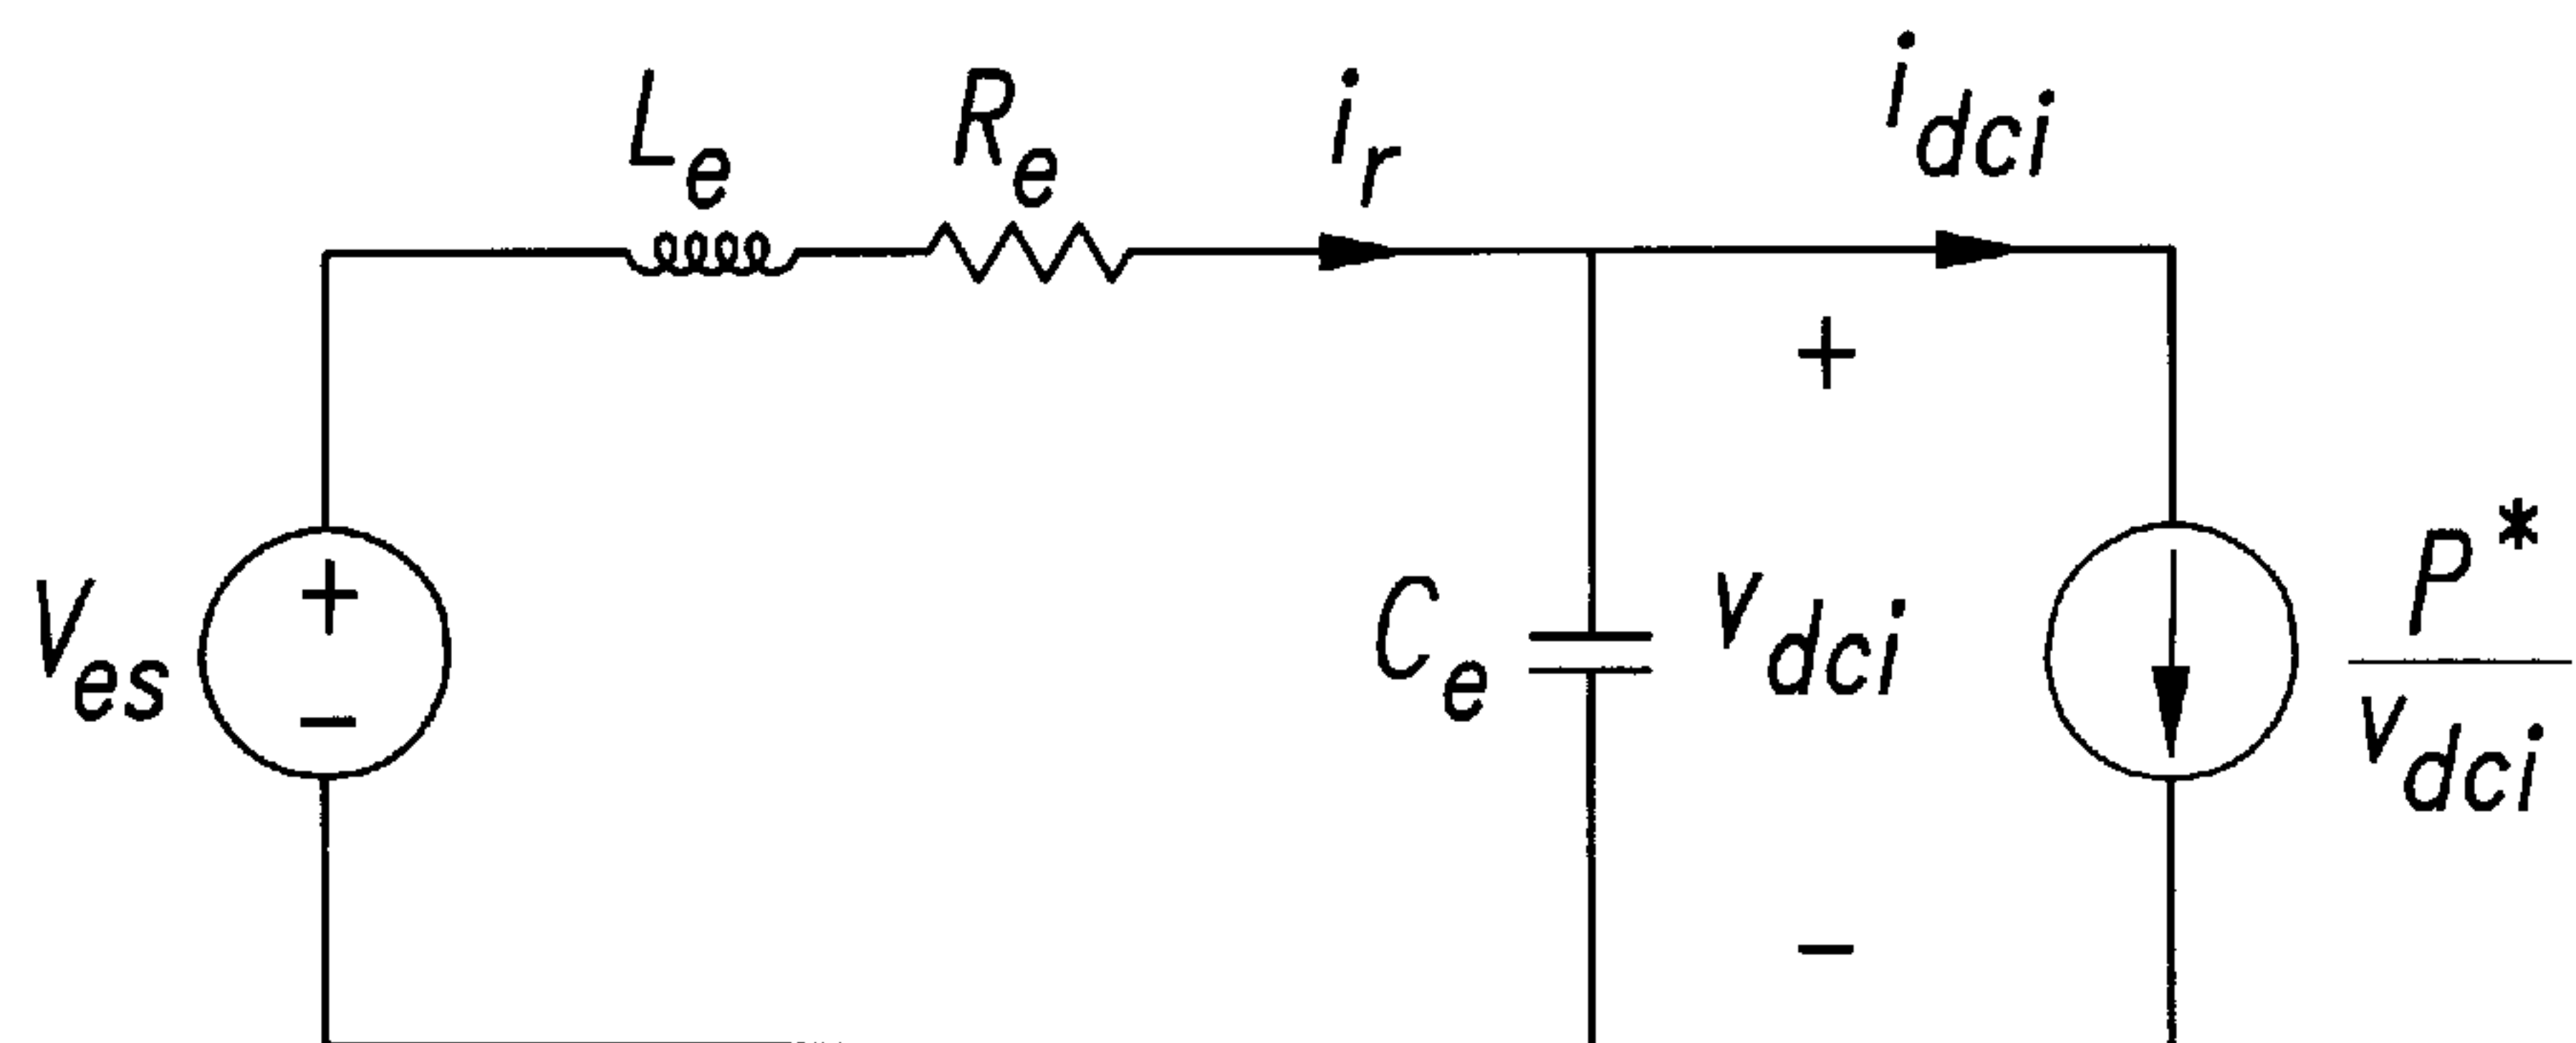 L_e R_e i_r i_dci
+
V_es + − C_e v_dci P* / v_dci
−